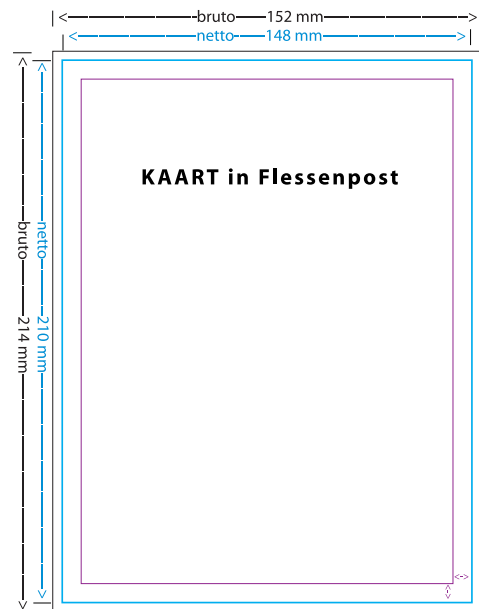 bruto 152 mm
netto 148 mm
KAART in Flessenpost
bruto 214 mm
netto 210 mm